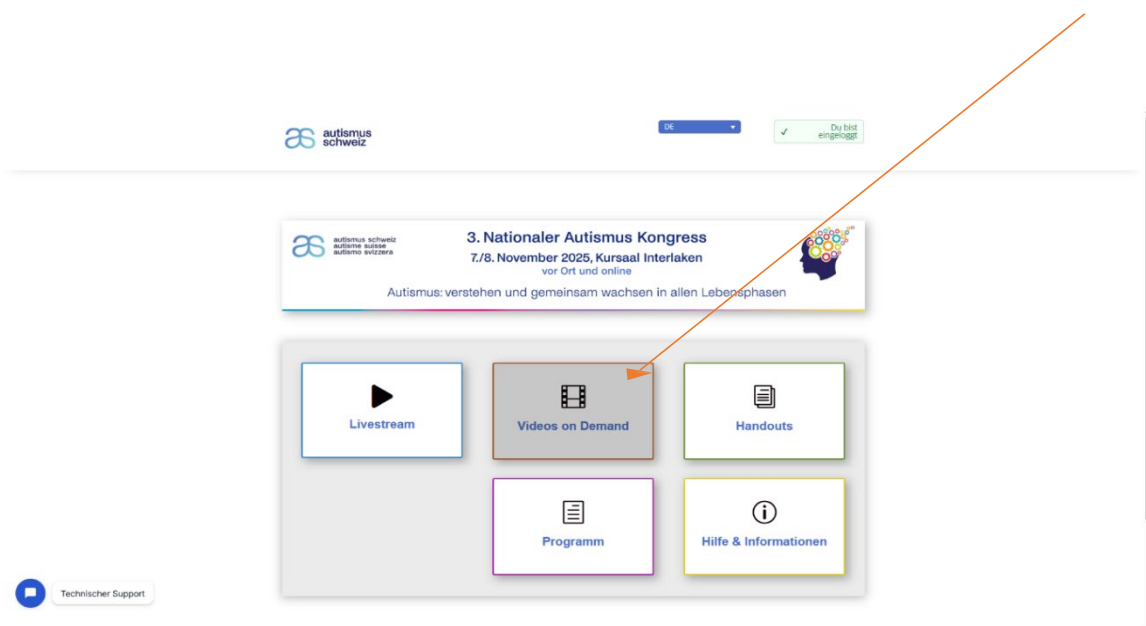 autismus
schweiz
DE
Du bist
eingeloggt
autismus schweiz
autisme suisse
autismo svizzera
3. Nationaler Autismus Kongress
7./8. November 2025, Kursaal Interlaken
vor Ort und online
Autismus: verstehen und gemeinsam wachsen in allen Lebensphasen
Livestream
Videos on Demand
Handouts
Programm
Hilfe & Informationen
Technischer Support